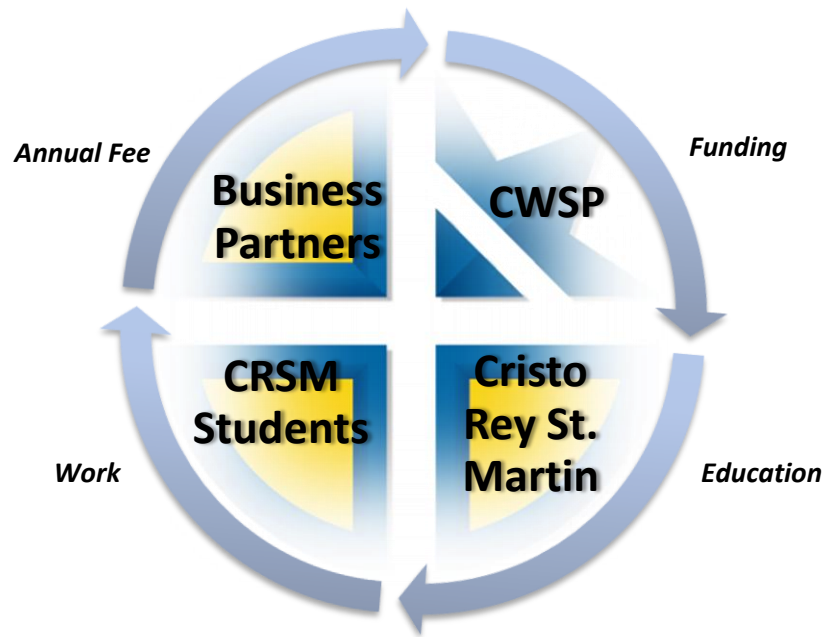 Annual Fee
Funding
Business
Partners
CWSP
CRSM
Students
Cristo
Rey St.
Martin
Work
Education